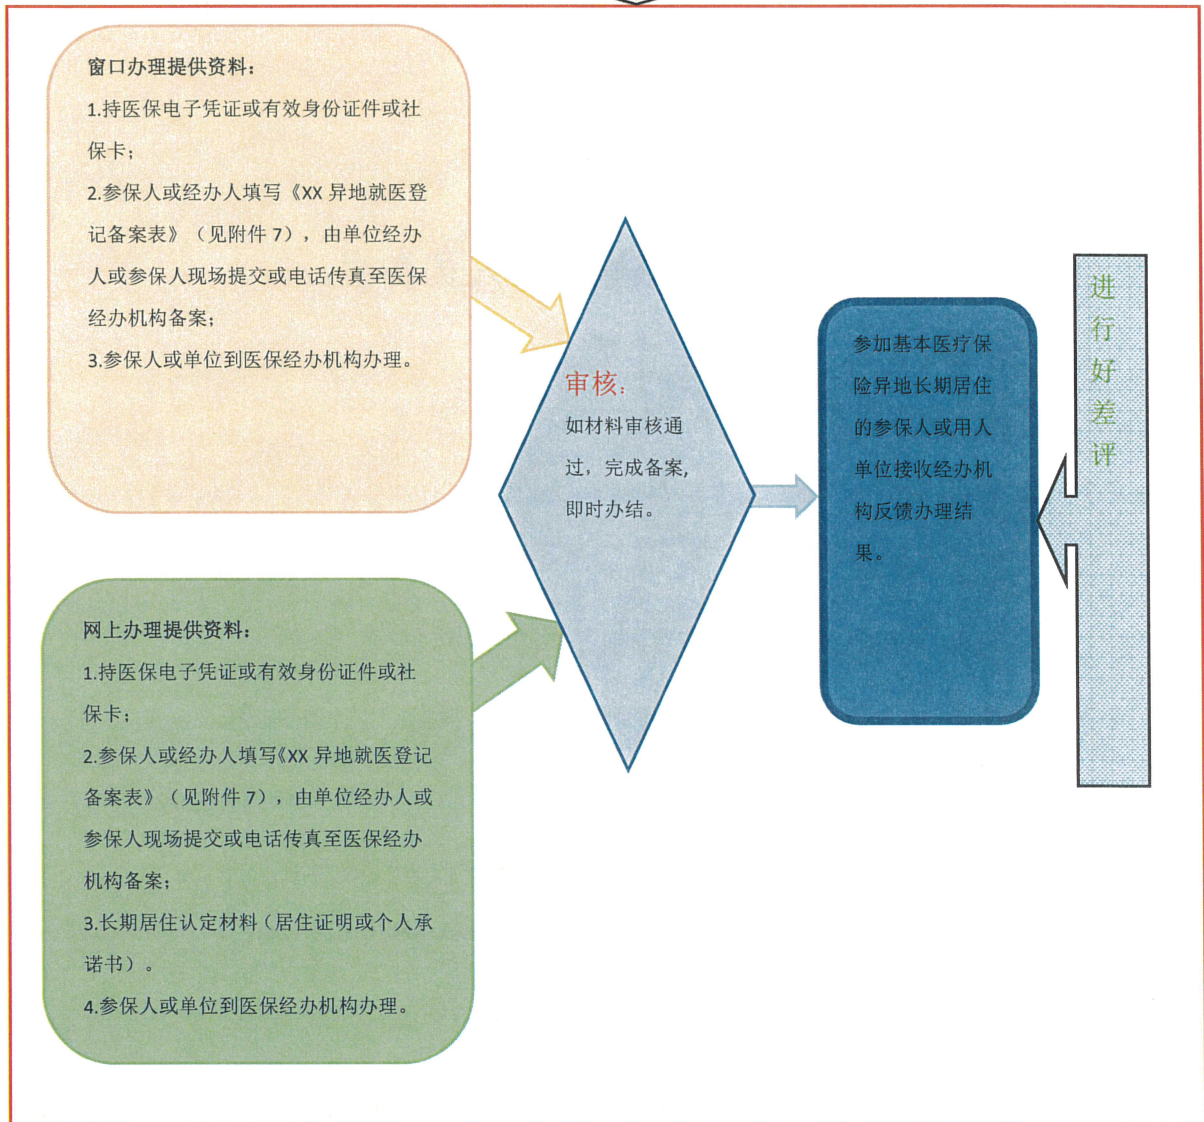 窗口办理提供资料：
1.持医保电子凭证或有效身份证件或社
保卡；
2.参保人或经办人填写《XX 异地就医登
记备案表》（见附件 7），由单位经办
人或参保人现场提交或电话传真至医保
经办机构备案；
3.参保人或单位到医保经办机构办理。
网上办理提供资料：
1.持医保电子凭证或有效身份证件或社
保卡；
2.参保人或经办人填写《XX 异地就医登记
备案表》（见附件 7），由单位经办人或
参保人现场提交或电话传真至医保经办
机构备案；
3.长期居住认定材料（居住证明或个人承
诺书）。
4.参保人或单位到医保经办机构办理。
审核：
如材料审核通
过，完成备案,
即时办结。
参加基本医疗保
险异地长期居住
的参保人或用人
单位接收经办机
构反馈办理结
果。
进行好差评